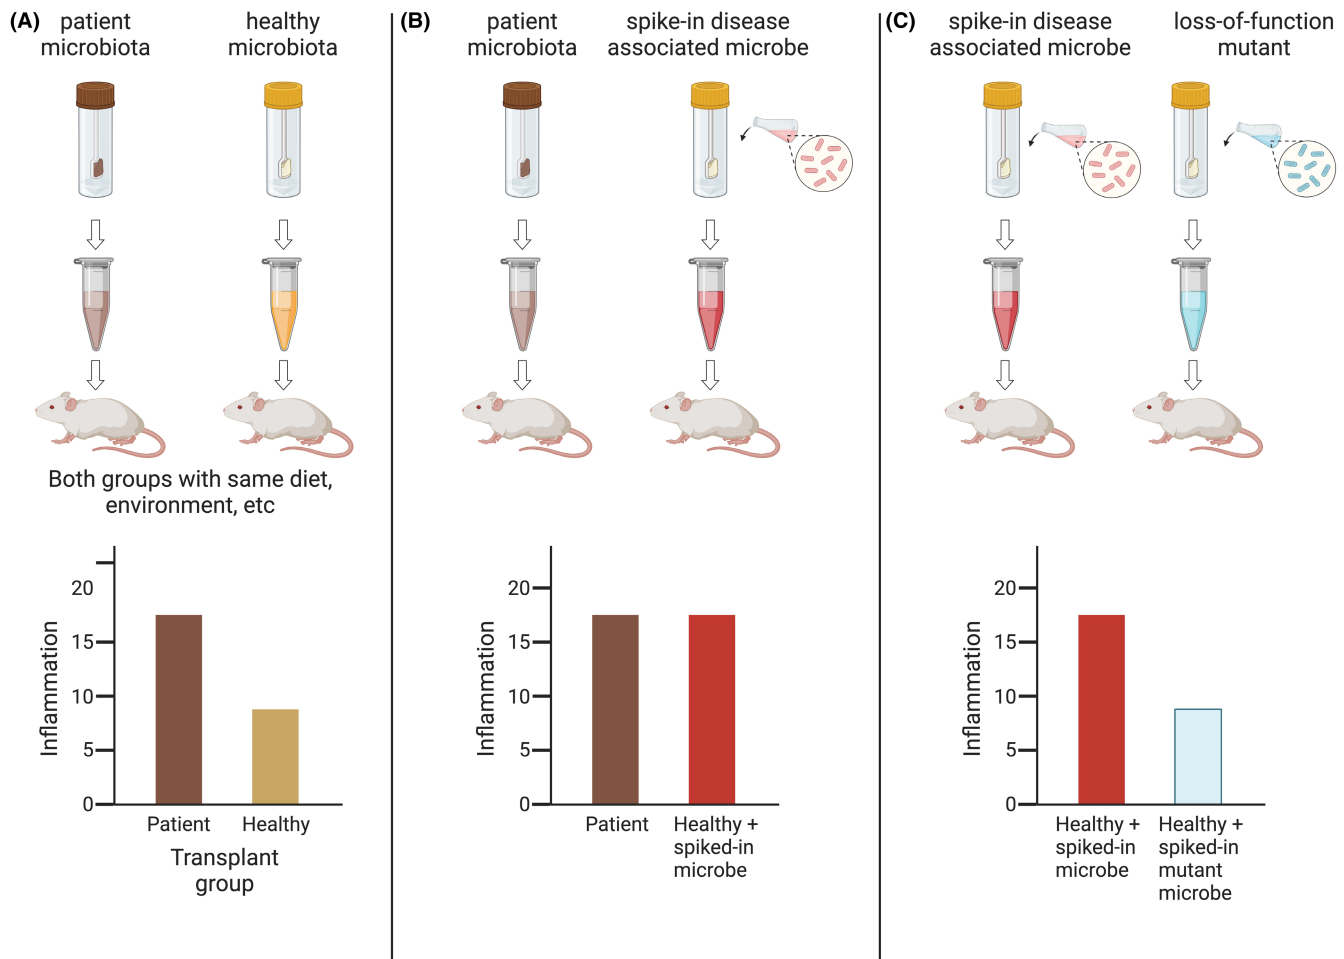 (A)
patient
microbiota
healthy
microbiota
Both groups with same diet,
environment, etc
Inflammation
20
15
10
5
0
Patient
Healthy
Transplant
group
(B)
patient
microbiota
spike-in disease
associated microbe
Inflammation
20
15
10
5
0
Patient
Healthy +
spiked-in
microbe
(C)
spike-in disease
associated microbe
loss-of-function
mutant
Inflammation
20
15
10
5
0
Healthy +
spiked-in
microbe
Healthy +
spiked-in
mutant
microbe